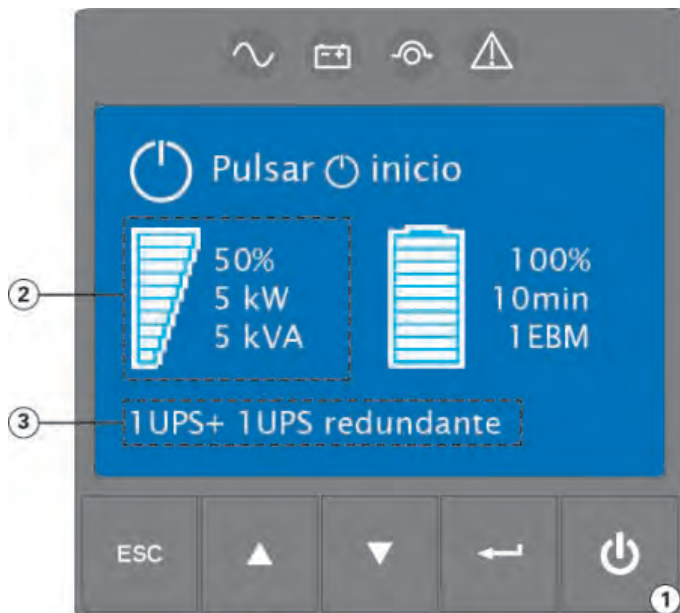 Pulsar inicio
50%
5 kW
5 kVA
100%
10min
1EBM
2
3
1UPS+ 1UPS redundante
ESC
1